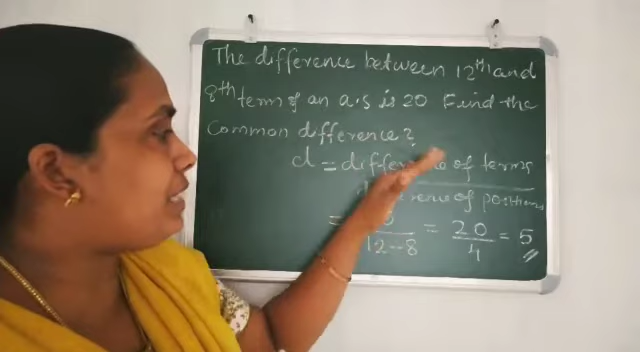 The difference between 12th and
8th term of an a.s is 20 Find the
Common difference?
d = difference of terms
of positions
= 12-8 = 20/4 = 5